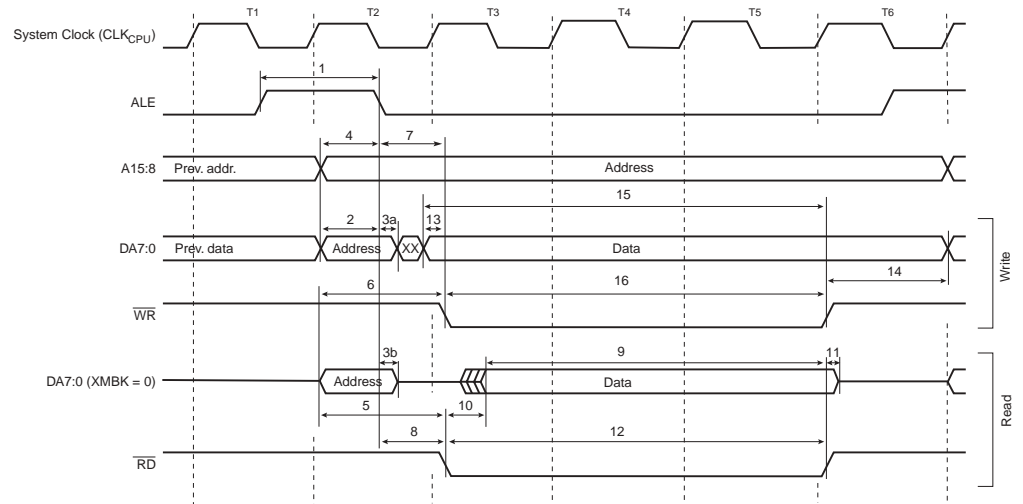 T1 T2 T3 T4 T5 T6
System Clock (CLKCPU)
1
ALE
4 7
A15:8 Prev. addr. Address
15
2 3a 13
DA7:0 Prev. data Address XX Data
14
6 16
WR
Write
3b 9 11
DA7:0 (XMBK = 0) Address Data
5 10
8 12
RD
Read